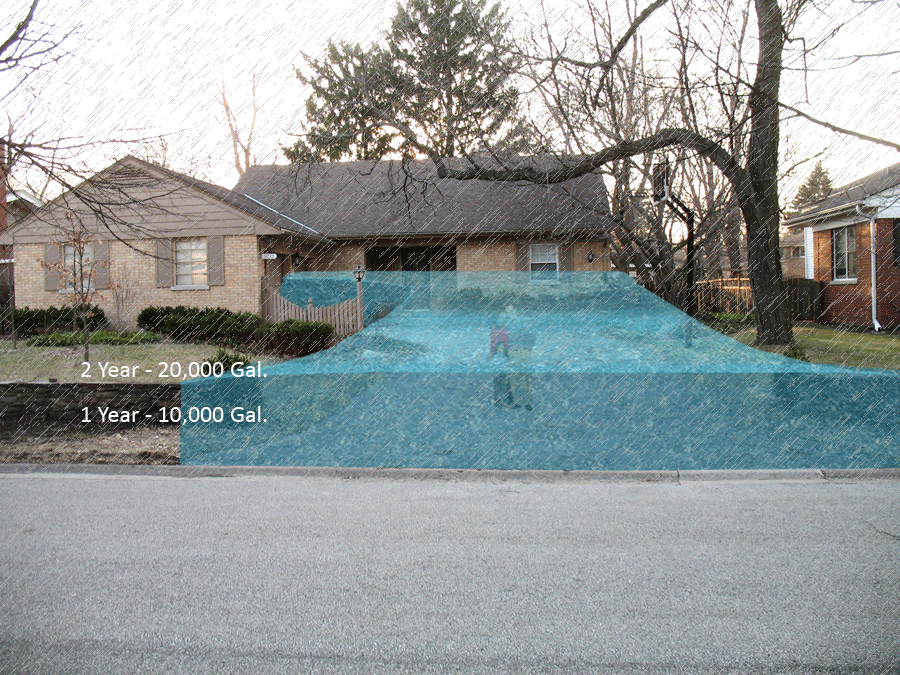 2 Year - 20,000 Gal.
1 Year - 10,000 Gal.